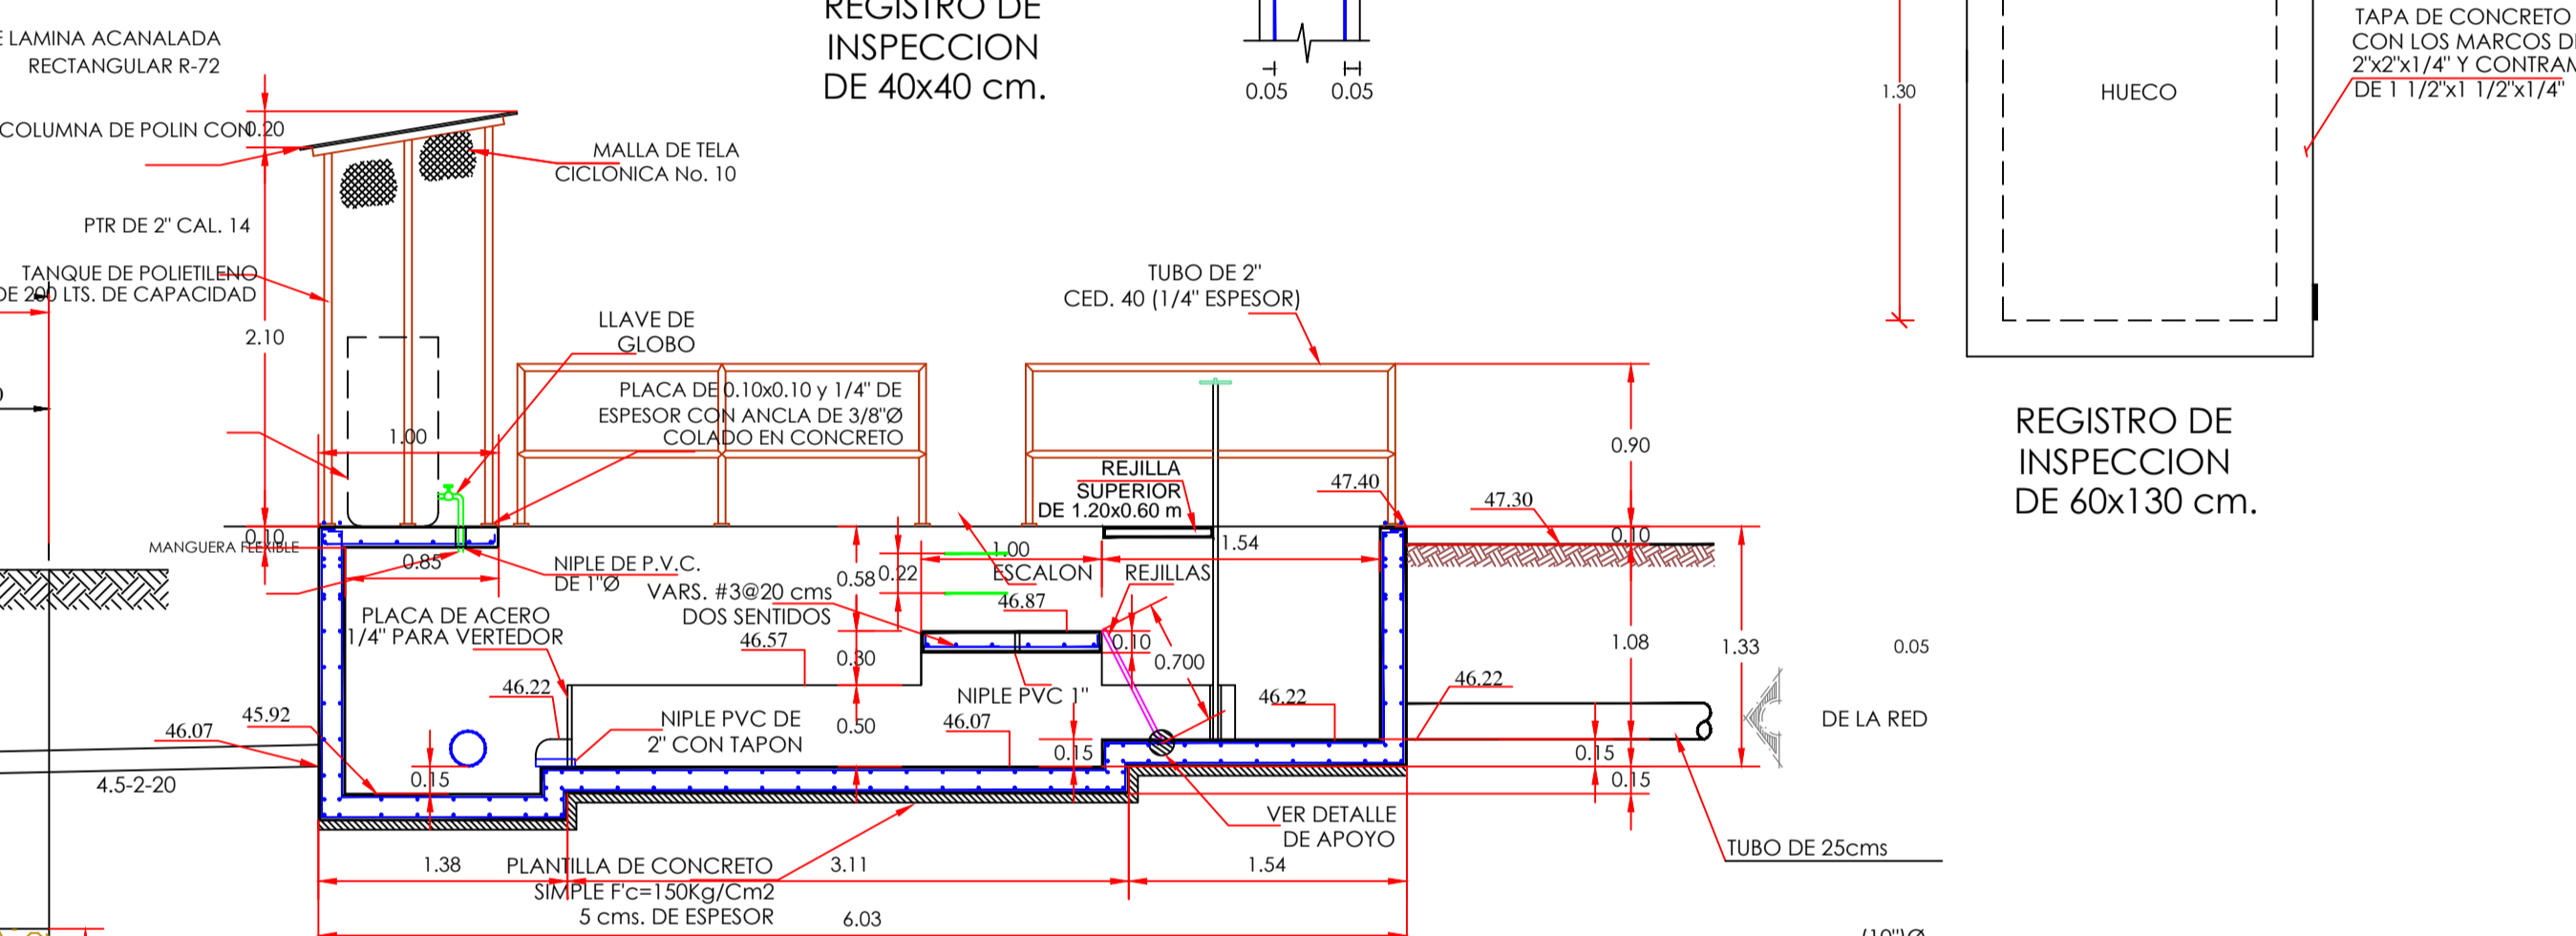 REGISTRO DE
INSPECCION
DE 40x40 cm.
0.05
0.05
LAMINA ACANALADA
RECTANGULAR R-72
COLUMNA DE POLIN CON
0.20
MALLA DE TELA
CICLONICA No. 10
PTR DE 2" CAL. 14
TANQUE DE POLIETILENO
DE 200 LTS. DE CAPACIDAD
2.10
LLAVE DE
GLOBO
TUBO DE 2"
CED. 40 (1/4" ESPESOR)
PLACA DE 0.10x0.10 y 1/4" DE
ESPESOR CON ANCLA DE 3/8"Ø
COLADO EN CONCRETO
1.00
REJILLA
SUPERIOR
DE 1.20x0.60 m
47.40
47.30
0.90
0.10
MANGUERA FLEXIBLE
0.85
NIPLE DE P.V.C.
DE 1"Ø
VARS. #3@20 cms
DOS SENTIDOS
0.58
0.22
1.00
ESCALON
REJILLAS
1.54
0.10
46.87
PLACA DE ACERO
1/4" PARA VERTEDOR
46.57
0.30
0.10
0.700
1.08
1.33
0.05
46.22
NIPLE PVC 1"
46.22
46.22
46.07
45.92
NIPLE PVC DE
2" CON TAPON
0.50
46.07
0.15
0.15
0.15
0.15
DE LA RED
4.5-2-20
VER DETALLE
DE APOYO
TUBO DE 25cms
1.38
PLANTILLA DE CONCRETO
SIMPLE F'c=150Kg/Cm2
5 cms. DE ESPESOR
3.11
1.54
6.03
1.30
HUECO
TAPA DE CONCRETO
CON LOS MARCOS
2"x2"x1/4" Y
DE 1 1/2"x1 1/2"x1/4"
REGISTRO DE
INSPECCION
DE 60x130 cm.